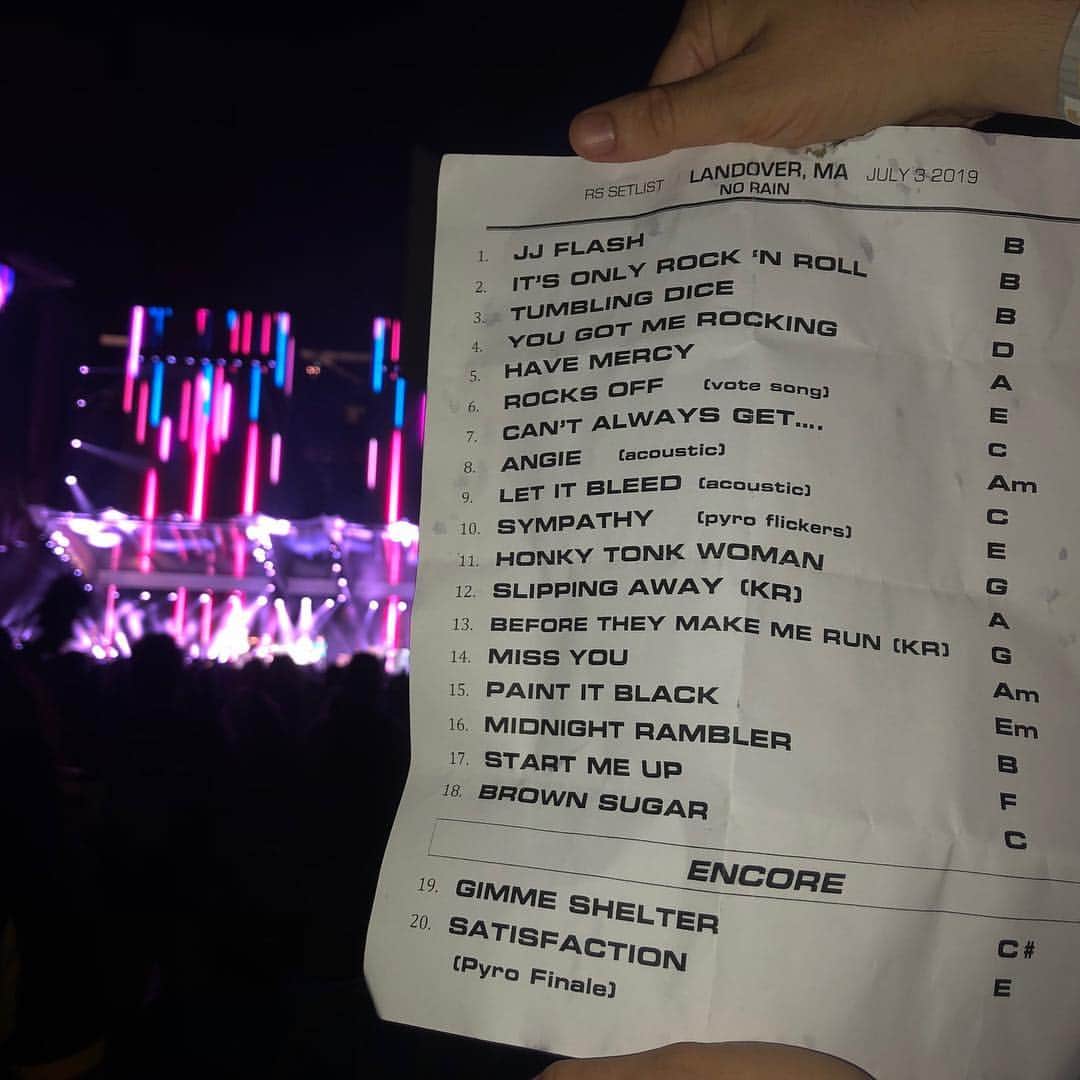 RS SETLIST LANDOVER, MA JULY 3 2019
NO RAIN
1. JJ FLASH B
2. IT'S ONLY ROCK 'N ROLL B
3. TUMBLING DICE B
4. YOU GOT ME ROCKING D
5. HAVE MERCY A
6. ROCKS OFF (vote song) E
7. CAN'T ALWAYS GET.... C
8. ANGIE (acoustic) Am
9. LET IT BLEED (acoustic) C
10. SYMPATHY (pyro flickers) E
11. HONKY TONK WOMAN G
12. SLIPPING AWAY (KR) A
13. BEFORE THEY MAKE ME RUN (KR) G
14. MISS YOU Am
15. PAINT IT BLACK Em
16. MIDNIGHT RAMBLER B
17. START ME UP F
18. BROWN SUGAR C
ENCORE
19. GIMME SHELTER C#
20. SATISFACTION E
(Pyro Finale)